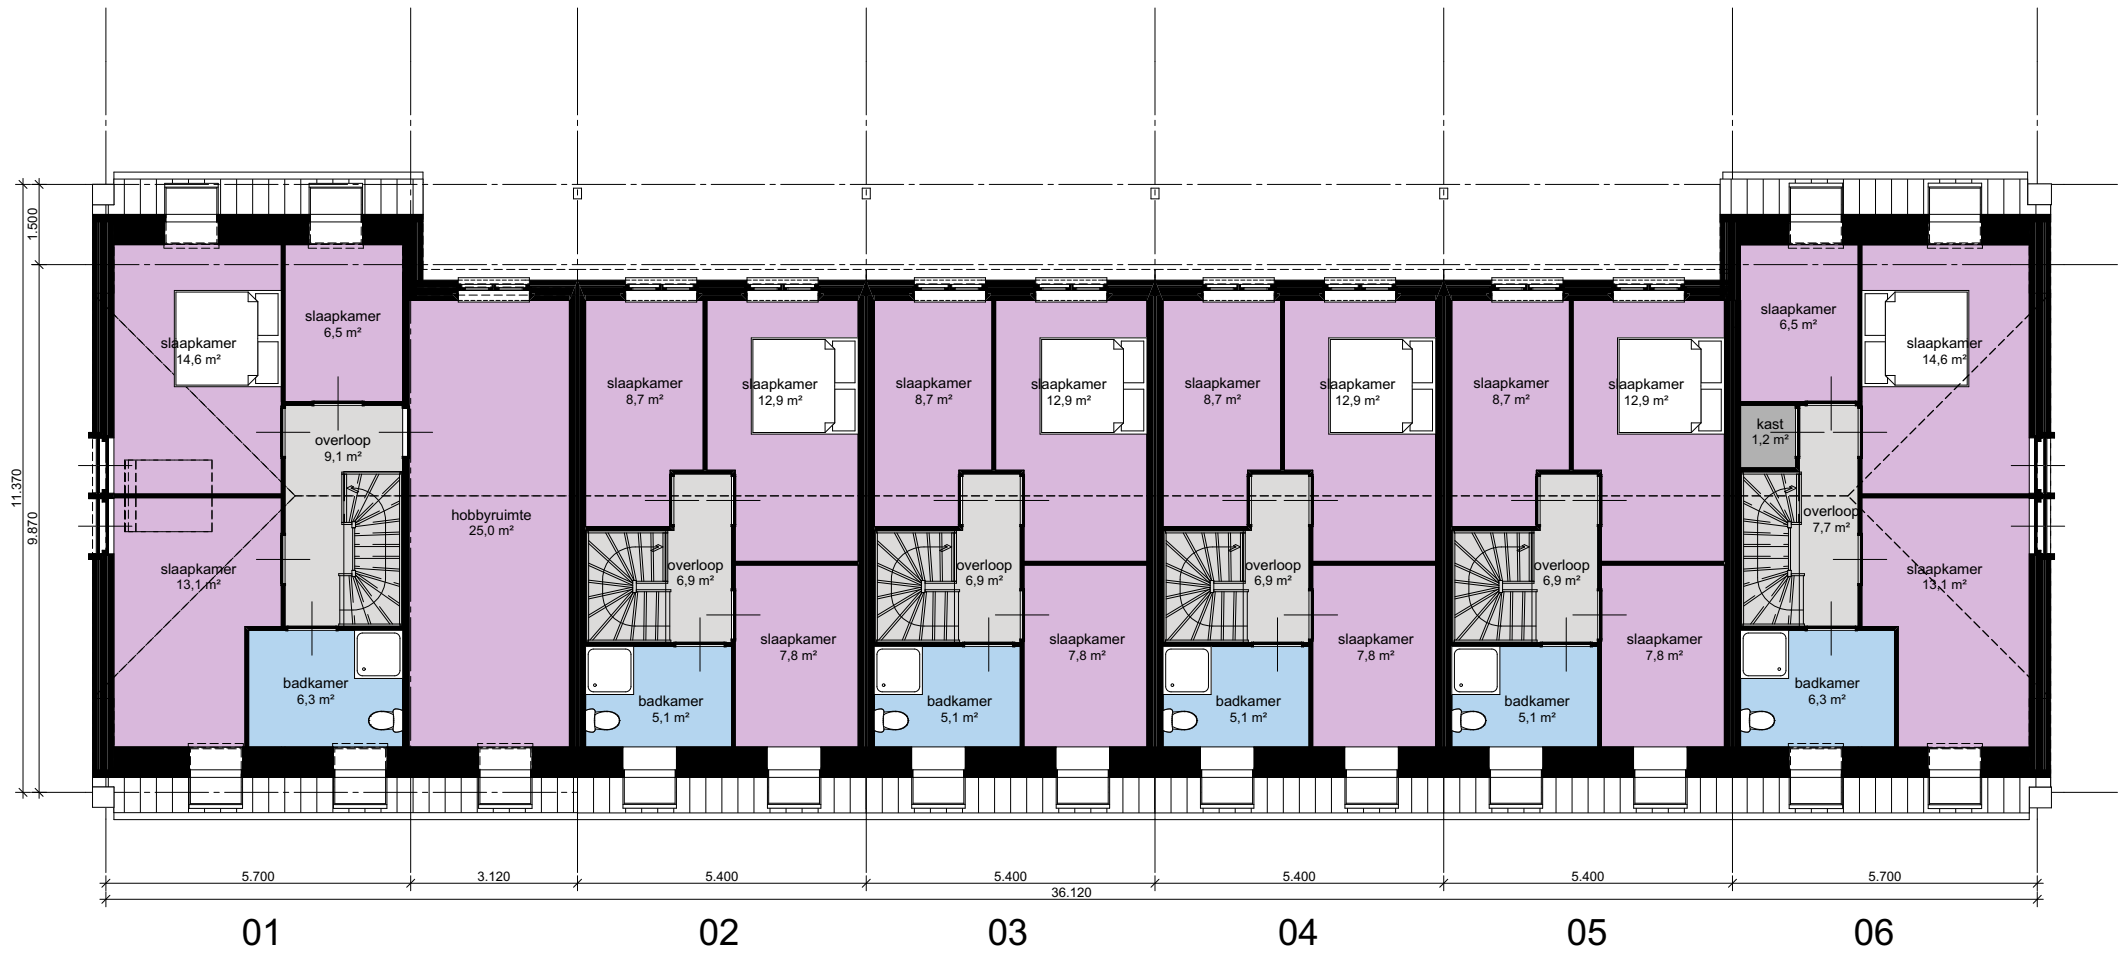 1.500
11.370
9.870
slaapkamer
14,6 m²
slaapkamer
6,5 m²
overloop
9,1 m²
slaapkamer
13,1 m²
badkamer
6,3 m²
hobbyruimte
25,0 m²
slaapkamer
8,7 m²
slaapkamer
12,9 m²
overloop
6,9 m²
slaapkamer
7,8 m²
badkamer
5,1 m²
slaapkamer
8,7 m²
slaapkamer
12,9 m²
overloop
6,9 m²
slaapkamer
7,8 m²
badkamer
5,1 m²
slaapkamer
8,7 m²
slaapkamer
12,9 m²
overloop
6,9 m²
slaapkamer
7,8 m²
badkamer
5,1 m²
slaapkamer
8,7 m²
slaapkamer
12,9 m²
overloop
6,9 m²
slaapkamer
7,8 m²
badkamer
5,1 m²
slaapkamer
6,5 m²
slaapkamer
14,6 m²
kast
1,2 m²
overloop
7,7 m²
slaapkamer
13,1 m²
badkamer
6,3 m²
5.700
3.120
5.400
5.400
5.400
5.400
5.700
36.120
01
02
03
04
05
06